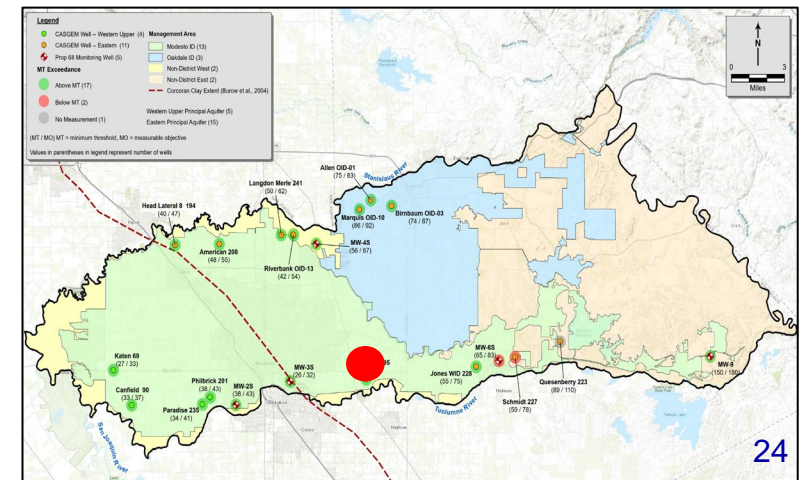 Legend
CASGEM Well -- Western Upper (4)
CASGEM Well -- Eastern (11)
Prop 68 Monitoring Well (5)
MT Exceedance
Above MT (17)
Below MT (2)
No Measurement (1)
Management Area
Modesto ID (13)
Oakdale ID (3)
Non-District West (2)
Non-District East (2)
Corcoran Clay Extent (Burow et al., 2004)
Western Upper Principal Aquifer (5)
Eastern Principal Aquifer (15)
(MT / MO) MT = minimum threshold, MO = measurable objective
Values in parentheses in legend represent number of wells
N
0 3
Miles
Allen OID-01
(75 / 83)
Stanislaus River
Langdon Merle 241
(50 / 62)
Head Lateral 8 194
(40 / 47)
Marquis OID-10
(86 / 92)
Birnbaum OID-03
(74 / 87)
American 208
(48 / 55)
MW-4S
(56 / 67)
Riverbank OID-13
(42 / 54)
Katen 69
(27 / 33)
MW-3S
(26 / 32)
MW-6S
(65 / 83)
MW-9
(150 / 180)
Jones WID 228
(55 / 75)
Quesenberry 223
(89 / 110)
Philbrick 201
(38 / 43)
MW-2S
(38 / 43)
Canfield 90
(33 / 37)
Paradise 235
(34 / 41)
Schmidt 227
(59 / 78)
Tuolumne River
San Joaquin River
24